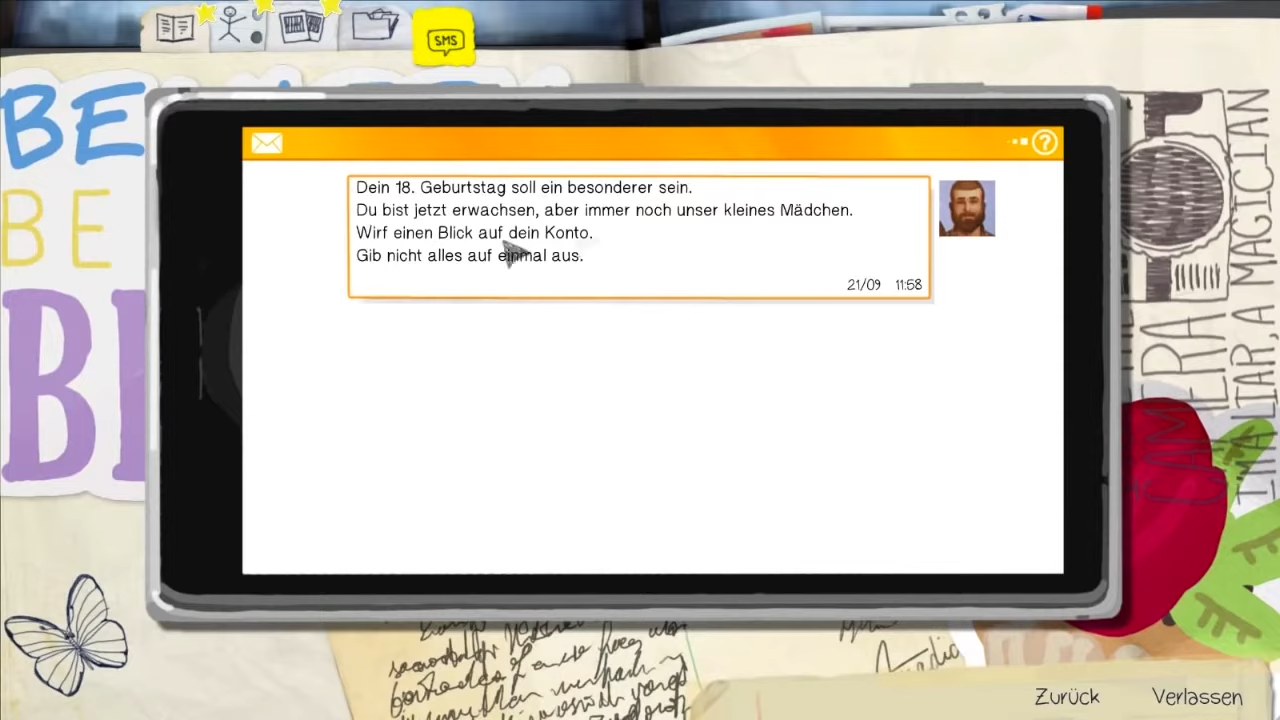 SMS
BE
BE
Dein 18. Geburtstag soll ein besonderer sein.
Du bist jetzt erwachsen, aber immer noch unser kleines Mädchen.
Wirf einen Blick auf dein Konto.
Gib nicht alles auf einmal aus.
21/09 11:58
CAMERA
IMA LIAR, A MAGICIAN
Zurück Verlassen